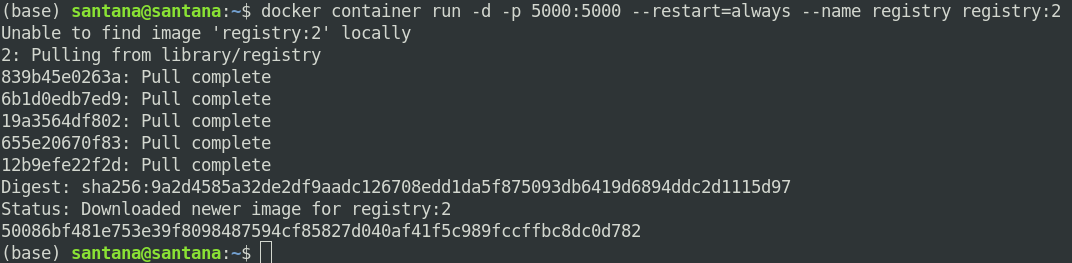 (base) santana@santana:~$ docker container run -d -p 5000:5000 --restart=always --name registry registry:2
Unable to find image 'registry:2' locally
2: Pulling from library/registry
839b45e0263a: Pull complete
6b1d0edb7ed9: Pull complete
19a3564df802: Pull complete
655e20670f83: Pull complete
12b9efe22f2d: Pull complete
Digest: sha256:9a2d4585a32de2df9aadc126708edd1da5f875093db6419d6894ddc2d1115d97
Status: Downloaded newer image for registry:2
50086bf481e753e39f8098487594cf85827d040af41f5c989fccffbc8dc0d782
(base) santana@santana:~$